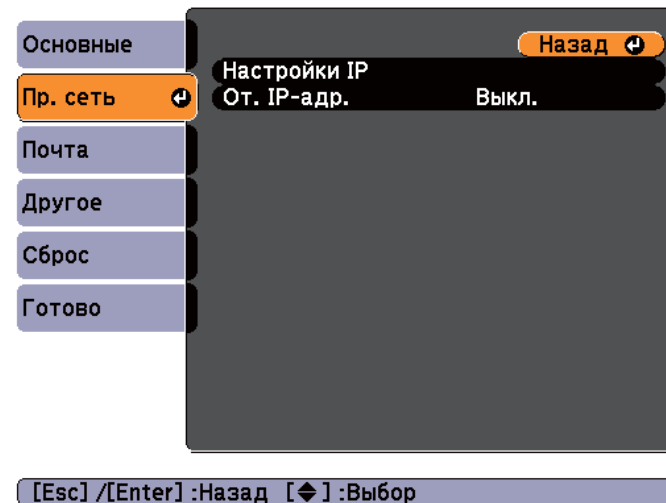 Основные
Пр. сеть
Почта
Другое
Сброс
Готово
Назад
Настройки IP
От. IP-адр. Выкл.
[Esc] /[Enter] :Назад [◆] :Выбор